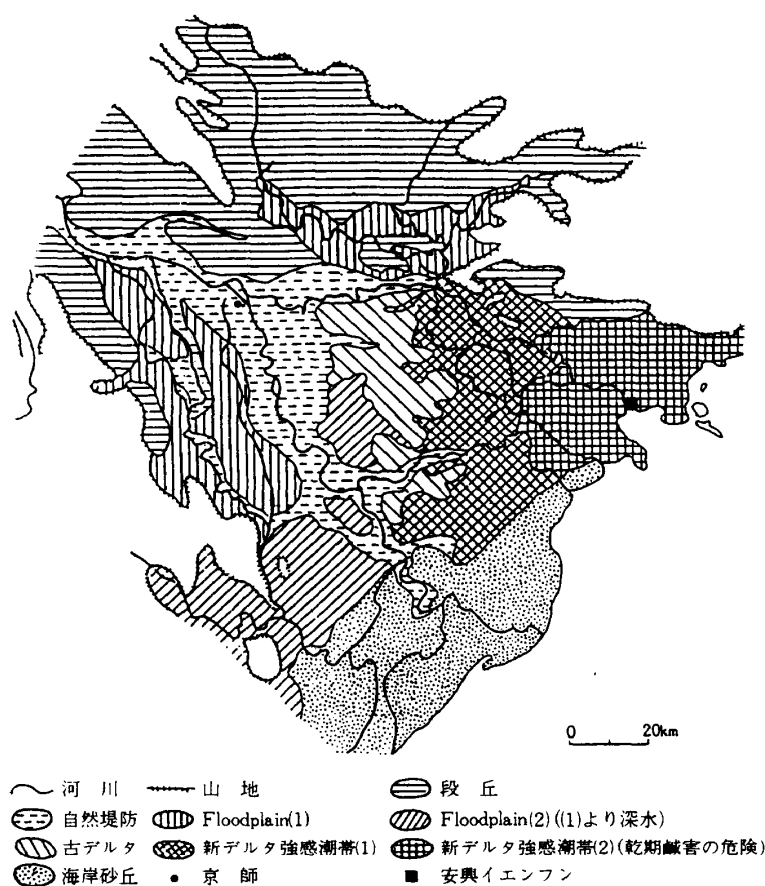 0 20km
河川 山地 段丘
自然堤防 Floodplain(1) Floodplain(2)((1)より深水)
古デルタ 新デルタ強感潮帯(1) 新デルタ強感潮帯(2)(乾期鹹害の危険)
海岸砂丘 京師 安興イエンフン